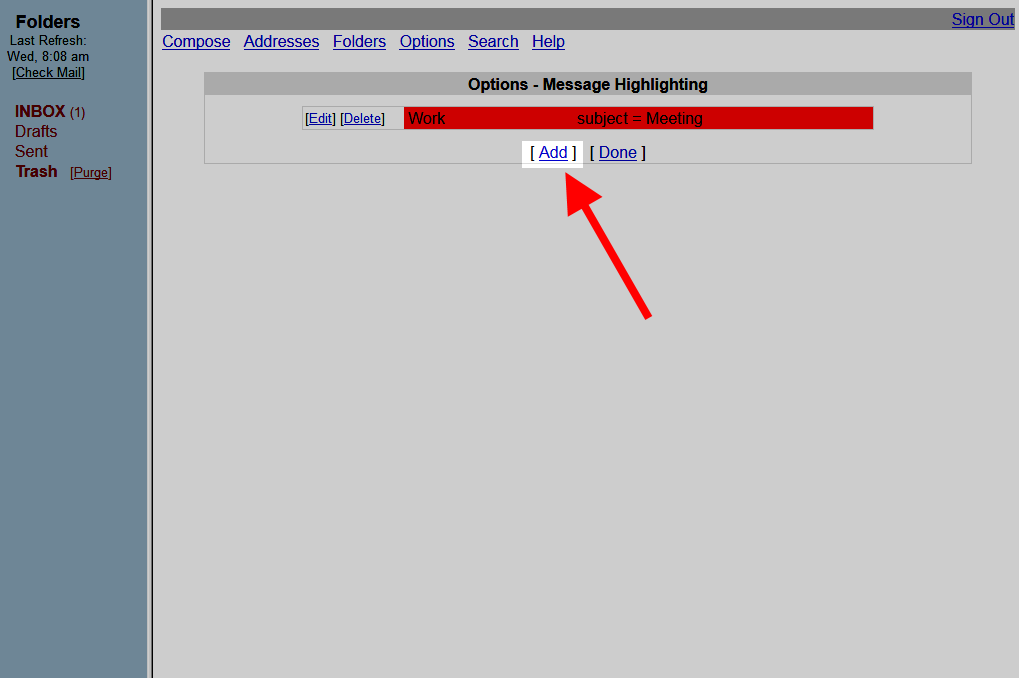 Folders
Last Refresh:
Wed, 8:08 am
[Check Mail]
INBOX (1)
Drafts
Sent
Trash [Purge]
Sign Out
Compose Addresses Folders Options Search Help
Options - Message Highlighting
[Edit] [Delete] Work subject = Meeting
[ Add ] [ Done ]